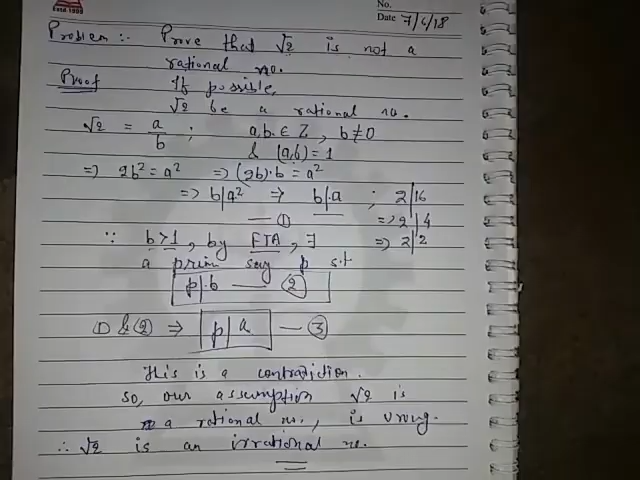 Estd.1988
No.
Date 7/6/18
Problem :- Prove that √2 is not a
rational no.
Proof If possible,
√2 be a rational no.
√2 = a/b ; a,b ∈ Z, b≠0
& (a,b) = 1
=> 2b² = a² => (2b)·b = a²
=> b|a² => b|a ; 2|16
— ① => 2|4
∵ b>1, by FTA, ∃ => 2|2
a prim say p s.t
p|b — ②
① & ② => p|a — ③
This is a contradiction.
So, our assumption √2 is
a rational no., is wrong.
∴ √2 is an irrational no.